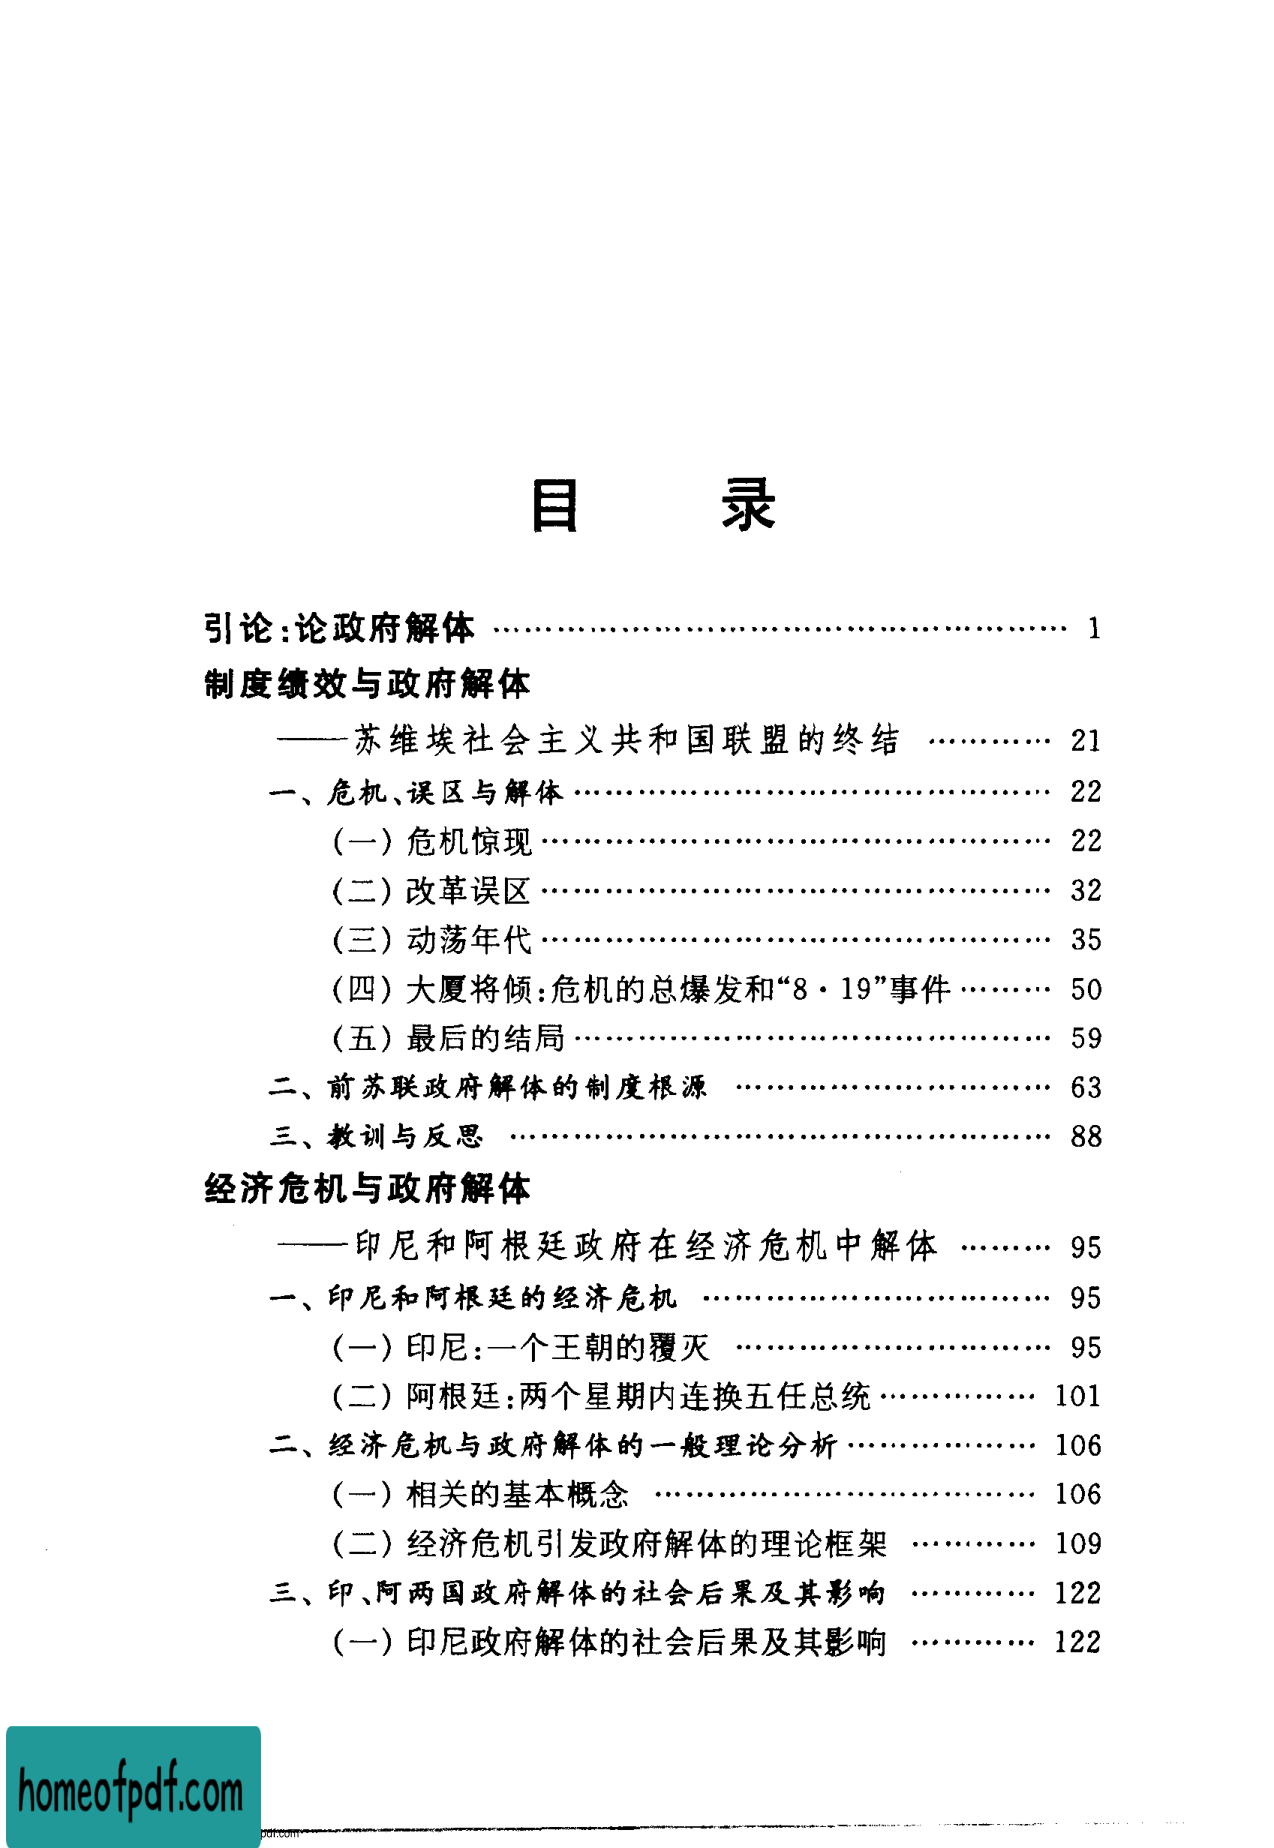 目 录
引论:论政府解体 …………………………………………… 1
制度绩效与政府解体
——苏维埃社会主义共和国联盟的终结 ………… 21
一、危机、误区与解体 ……………………………………… 22
(一) 危机惊现 ………………………………………… 22
(二) 改革误区 ………………………………………… 32
(三) 动荡年代 ………………………………………… 35
(四) 大厦将倾:危机的总爆发和“8·19”事件 ……… 50
(五) 最后的结局 ……………………………………… 59
二、前苏联政府解体的制度根源 ………………………… 63
三、教训与反思 …………………………………………… 88
经济危机与政府解体
——印尼和阿根廷政府在经济危机中解体 ……… 95
一、印尼和阿根廷的经济危机 …………………………… 95
(一) 印尼:一个王朝的覆灭 ………………………… 95
(二) 阿根廷:两个星期内连换五任总统 …………… 101
二、经济危机与政府解体的一般理论分析 ……………… 106
(一) 相关的基本概念 ……………………………… 106
(二) 经济危机引发政府解体的理论框架 ………… 109
三、印、阿两国政府解体的社会后果及其影响 ………… 122
(一) 印尼政府解体的社会后果及其影响 ………… 122
homeofpdf.com
pdf.com